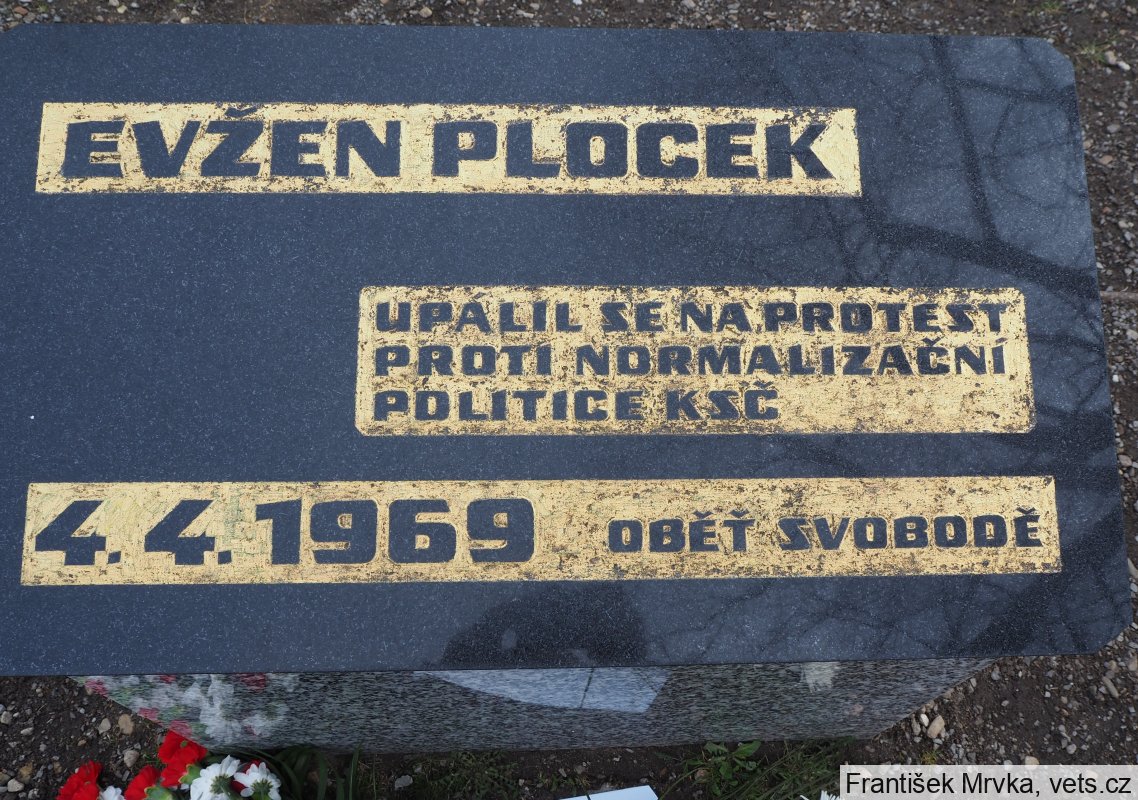 EVŽEN PLOCEK
UPÁLIL SE NA PROTEST
PROTI NORMALIZAČNÍ
POLITICE KSČ
4.4.1969 OBĚŤ SVOBODĚ
František Mrvka, vets.cz